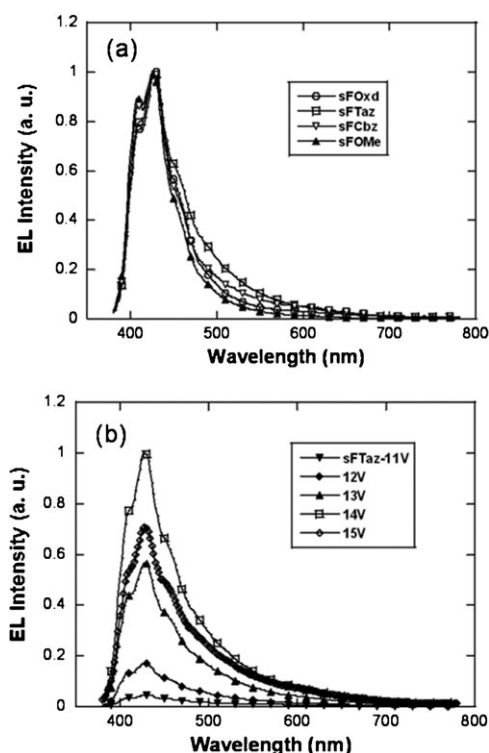 (a)
EL Intensity (a. u.)
1.2
1
0.8
0.6
0.4
0.2
0
sFOxd
sFTaz
sFCbz
sFOMe
400 500 600 700 800
Wavelength (nm)
(b)
EL Intensity (a. u.)
1.2
1
0.8
0.6
0.4
0.2
0
sFTaz-11V
12V
13V
14V
15V
400 500 600 700 800
Wavelength (nm)